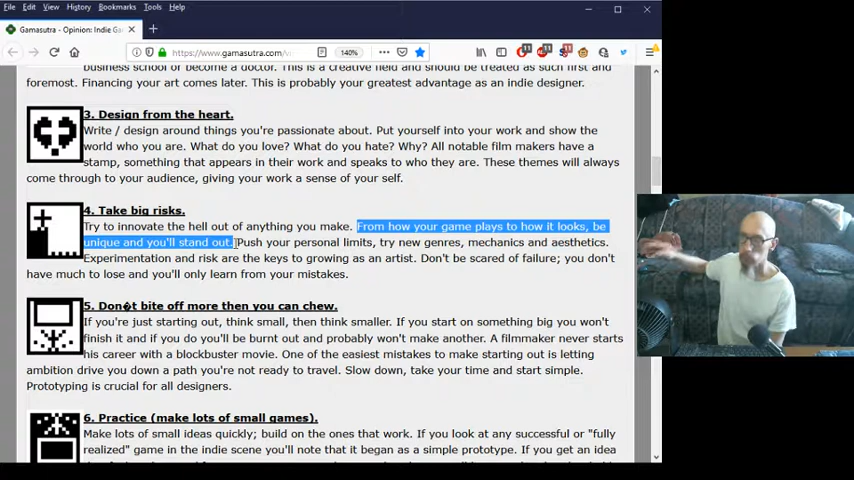 File Edit View History Bookmarks Tools Help
Gamasutra - Opinion: Indie Ga
https://www.gamasutra.com/v
140%
business school or become a doctor. This is a creative field and should be treated as such first and
foremost. Financing your art comes later. This is probably your greatest advantage as an indie designer.
3. Design from the heart.
Write / design around things you're passionate about. Put yourself into your work and show the
world who you are. What do you love? What do you hate? Why? All notable film makers have a
stamp, something that appears in their work and speaks to who they are. These themes will always
come through to your audience, giving your work a sense of your self.
4. Take big risks.
Try to innovate the hell out of anything you make. From how your game plays to how it looks, be
unique and you'll stand out. Push your personal limits, try new genres, mechanics and aesthetics.
Experimentation and risk are the keys to growing as an artist. Don't be scared of failure; you don't
have much to lose and you'll only learn from your mistakes.
5. Don�t bite off more then you can chew.
If you're just starting out, think small, then think smaller. If you start on something big you won't
finish it and if you do you'll be burnt out and probably won't make another. A filmmaker never starts
his career with a blockbuster movie. One of the easiest mistakes to make starting out is letting
ambition drive you down a path you're not ready to travel. Slow down, take your time and start simple.
Prototyping is crucial for all designers.
6. Practice (make lots of small games).
Make lots of small ideas quickly; build on the ones that work. If you look at any successful or "fully
realized" game in the indie scene you'll note that it began as a simple prototype. If you get an idea